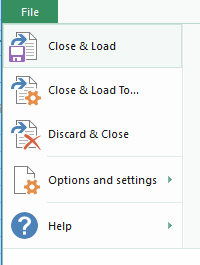 File
Close & Load
Close & Load To...
Discard & Close
Options and settings
Help